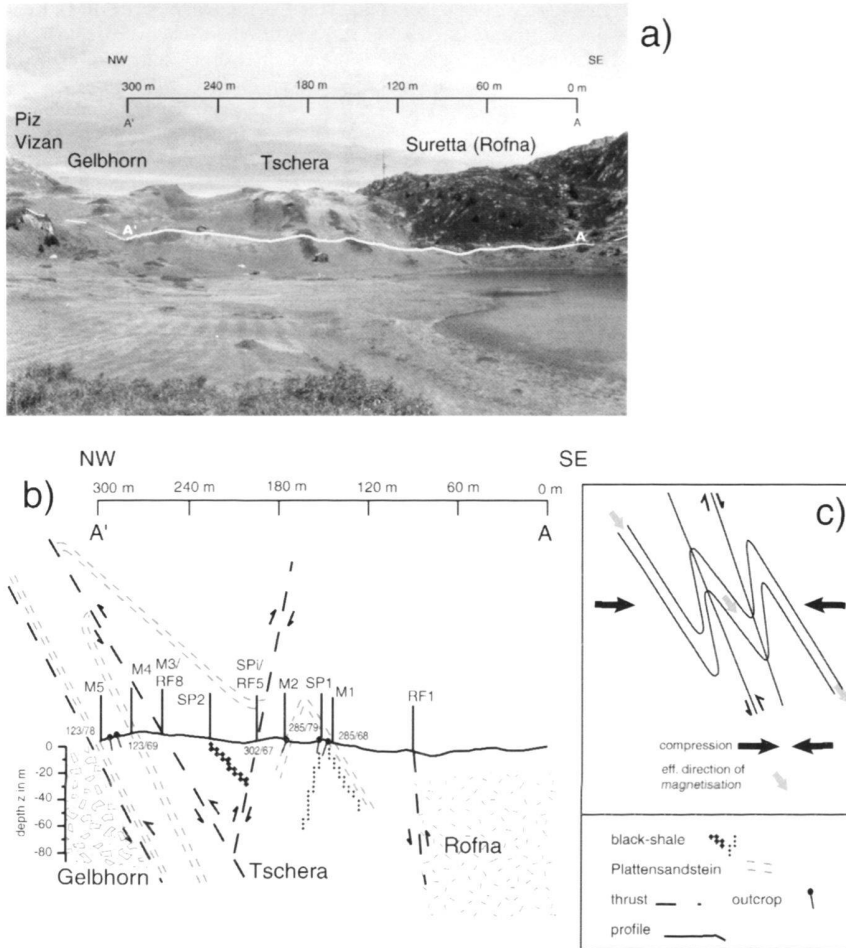 a)
NW SE
300 m 240 m 180 m 120 m 60 m 0 m
A' A
Piz
Vizan
Gelbhorn Tschera Suretta (Rofna)
A' A
NW SE
b)
300 m 240 m 180 m 120 m 60 m 0 m
A' A
c)
M5 M4 M3/
RF8 SP2 SPi/
RF5 M2 SP1 M1 RF1
123/78 123/69 302/67 285/79 285/68
depth z in m
0
-20
-40
-60
-80
Gelbhorn Tschera Rofna
compression
eff. direction of
magnetisation
black-shale
Plattensandstein
thrust outcrop
profile